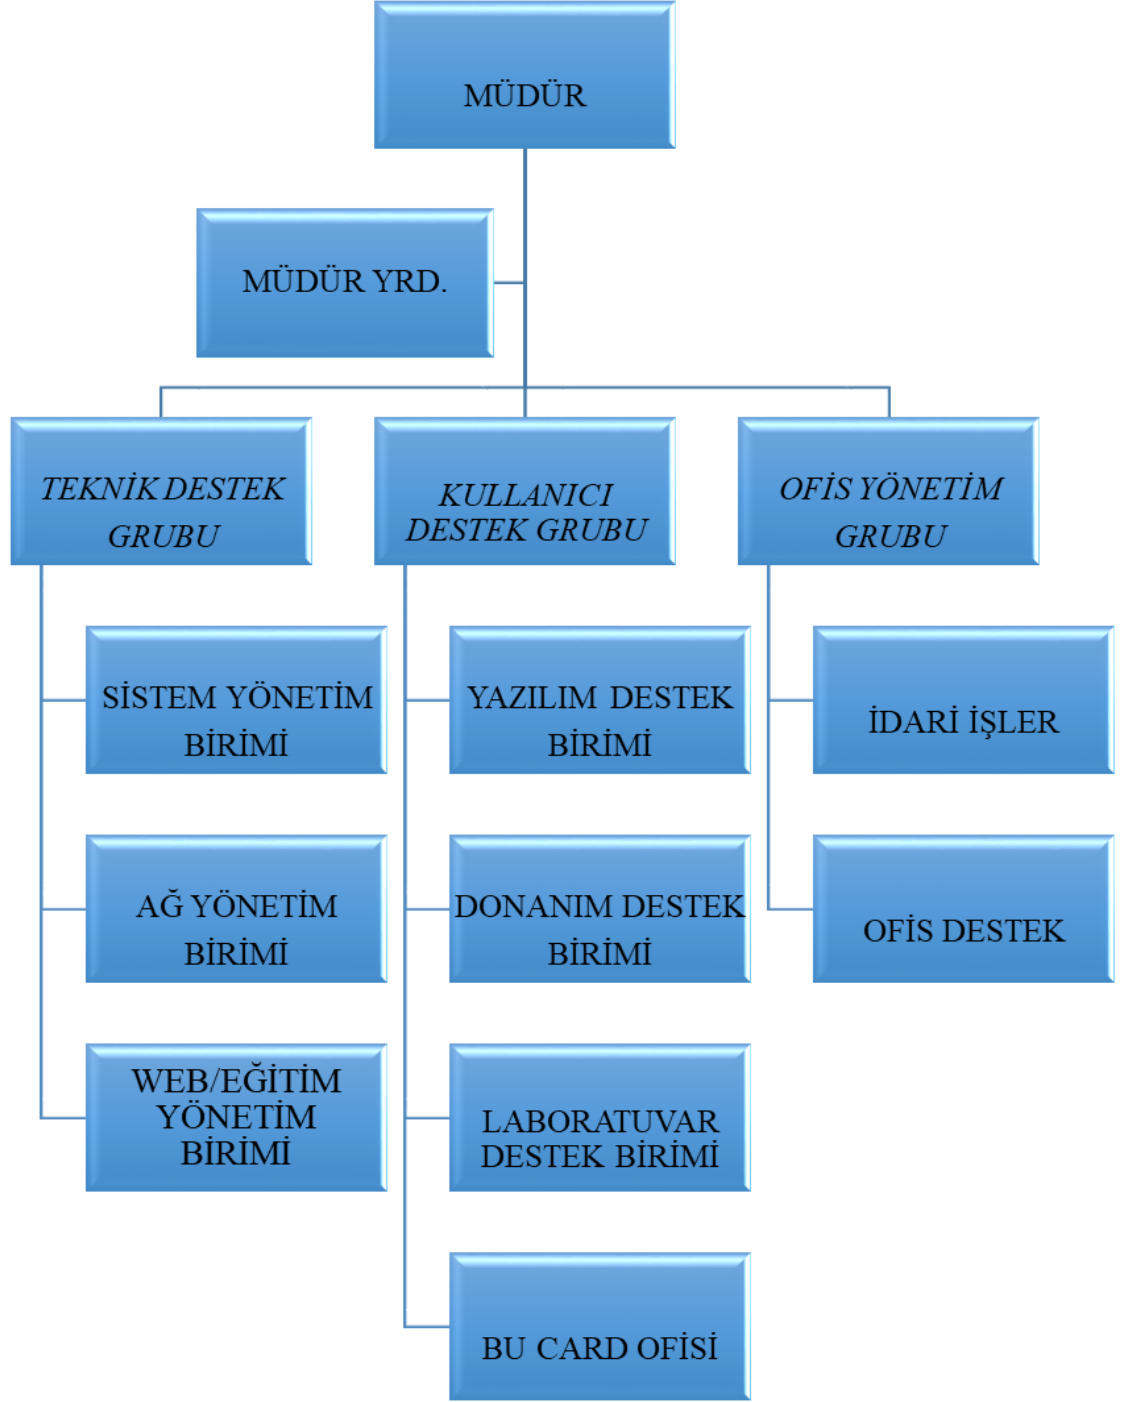 MÜDÜR
MÜDÜR YRD.
TEKNİK DESTEK
GRUBU
KULLANICI
DESTEK GRUBU
OFİS YÖNETİM
GRUBU
SİSTEM YÖNETİM
BİRİMİ
YAZILIM DESTEK
BİRİMİ
İDARİ İŞLER
AĞ YÖNETİM
BİRİMİ
DONANIM DESTEK
BİRİMİ
OFİS DESTEK
WEB/EĞİTİM
YÖNETİM
BİRİMİ
LABORATUVAR
DESTEK BİRİMİ
BU CARD OFİSİ